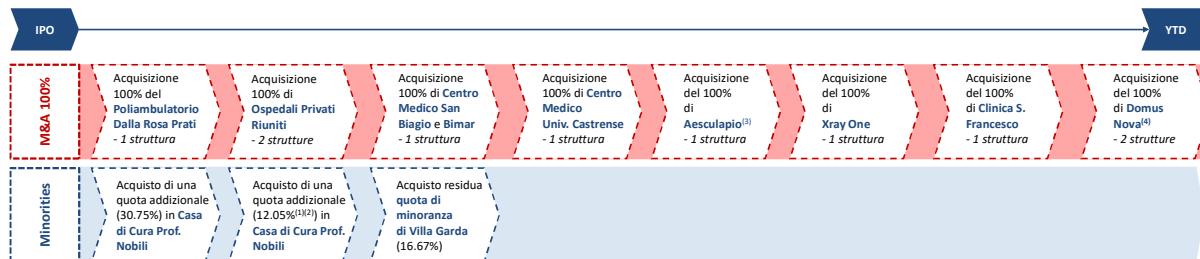 IPO
YTD
M&A 100%
Acquisizione
100% del
Poliambulatorio
Dalla Rosa Prati
- 1 struttura
Acquisizione
100% di
Ospedali Privati
Riuniti
- 2 strutture
Acquisizione
100% di Centro
Medico San
Biagio e Bimar
- 1 struttura
Acquisizione
100% di Centro
Medico
Univ. Castrense
- 1 struttura
Acquisizione
del 100%
di
Aesculapio(3)
- 1 struttura
Acquisizione
del 100%
di
Xray One
- 1 struttura
Acquisizione
del 100%
di Clinica S.
Francesco
- 1 struttura
Acquisizione
del 100%
di Domus
Nova(4)
- 2 strutture
Minorities
Acquisto di una
quota addizionale
(30.75%) in Casa
di Cura Prof.
Nobili
Acquisto di una
quota addizionale
(12.05%(1)(2)) in
Casa di Cura Prof.
Nobili
Acquisto residua
quota di
minoranza
di Villa Garda
(16.67%)